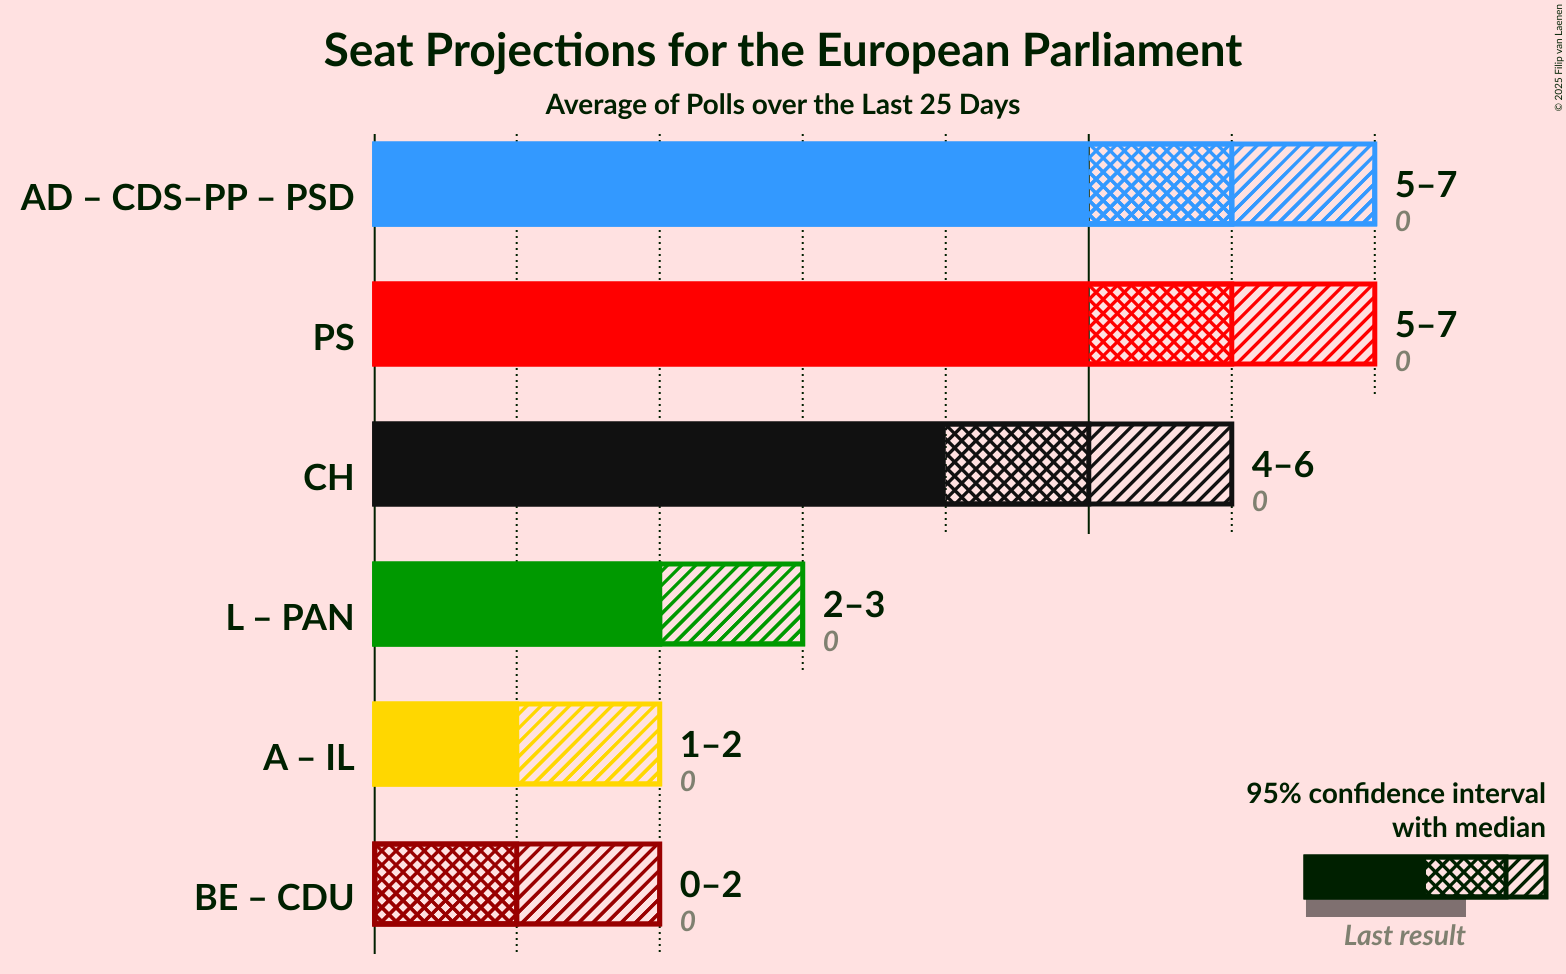 Seat Projections for the European Parliament
Average of Polls over the Last 25 Days
© 2025 Filip van Laenen
AD – CDS–PP – PSD
5–7
0
PS
5–7
0
CH
4–6
0
L – PAN
2–3
0
A – IL
1–2
0
BE – CDU
0–2
0
95% confidence interval
with median
Last result